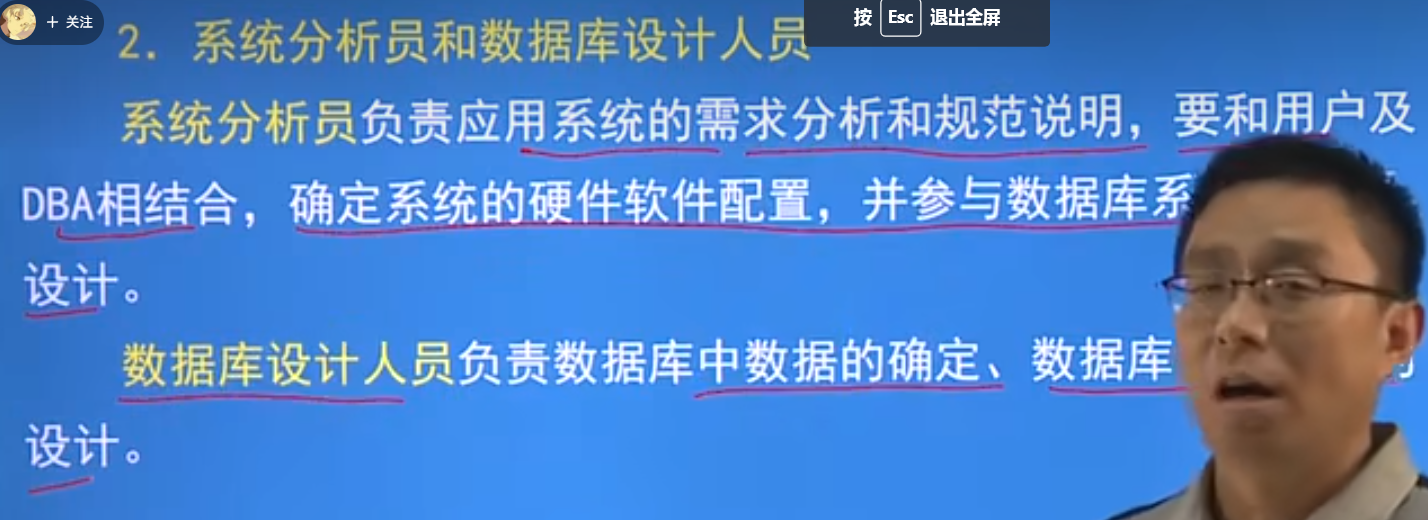 + 关注
按 Esc 退出全屏
2. 系统分析员和数据库设计人员
系统分析员负责应用系统的需求分析和规范说明，要和用户及
DBA相结合，确定系统的硬件软件配置，并参与数据库系
设计。
数据库设计人员负责数据库中数据的确定、数据库
设计。